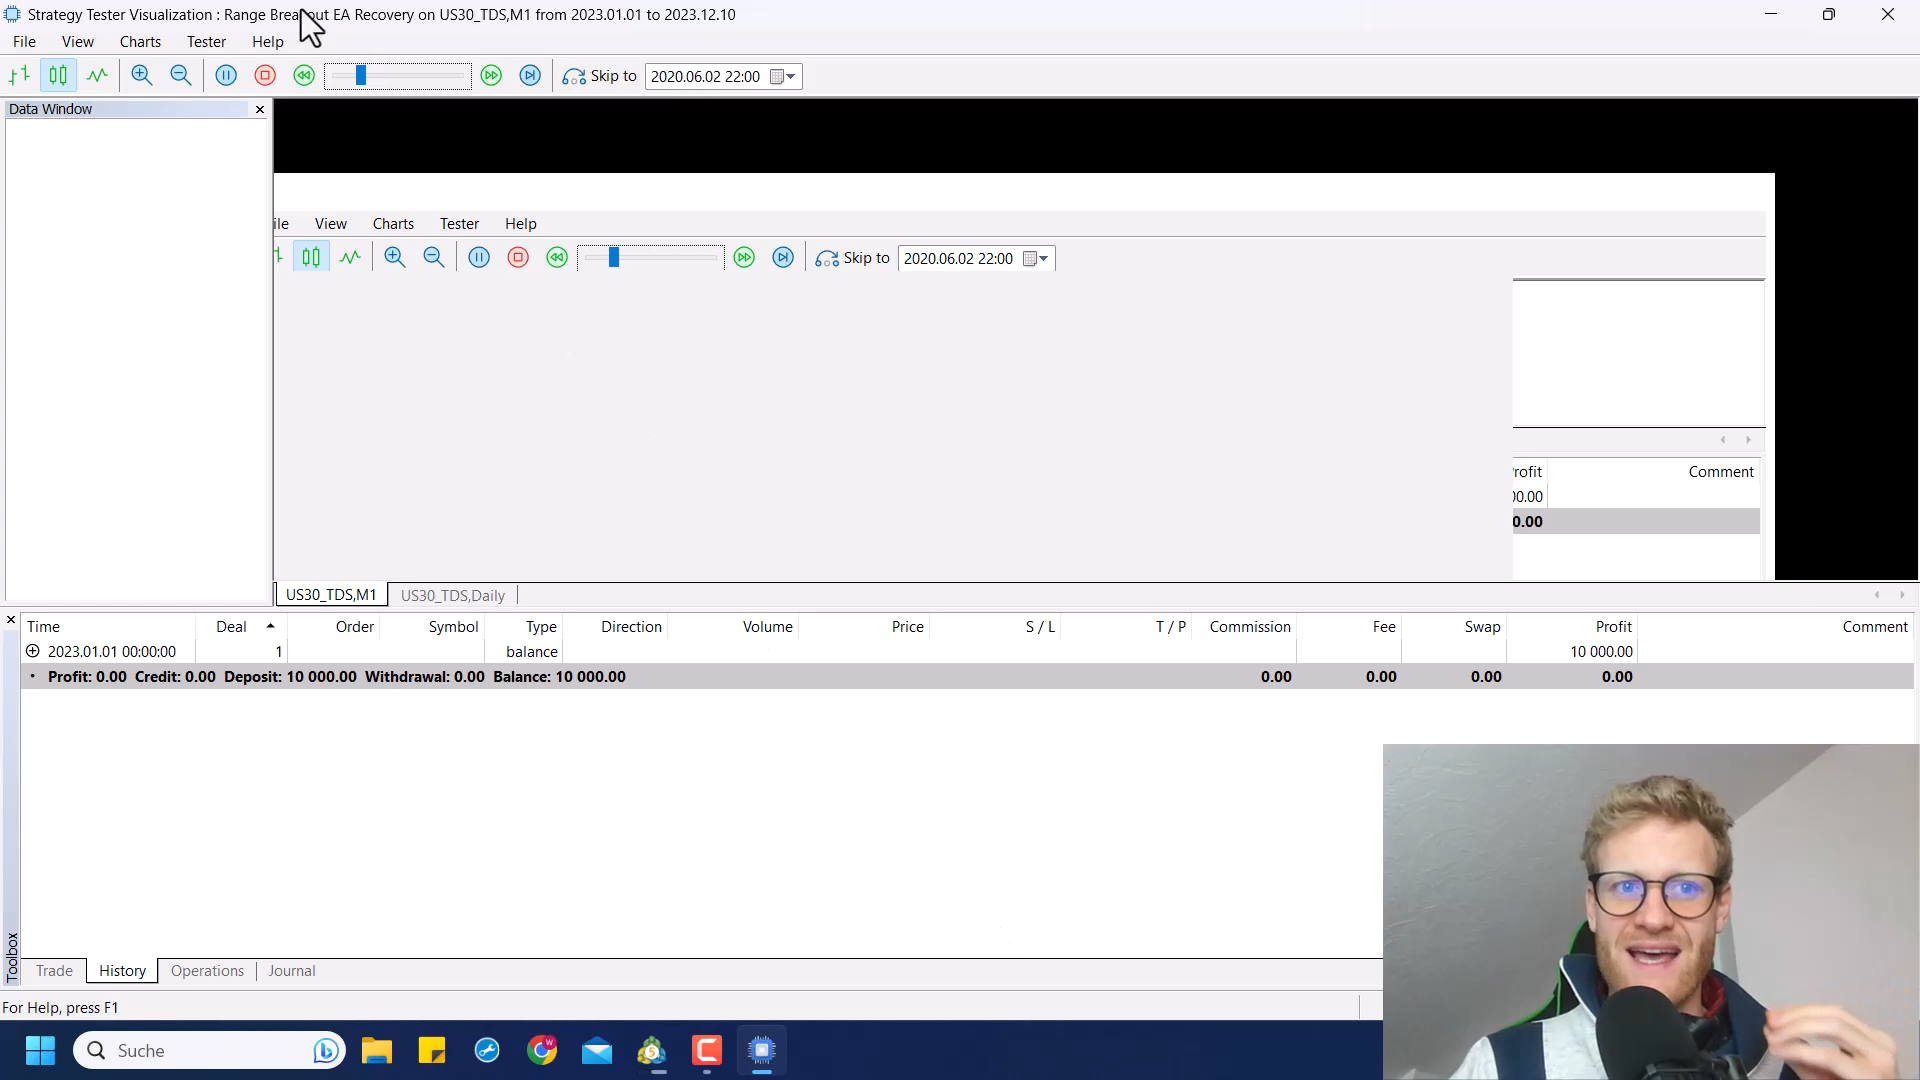 Strategy Tester Visualization : Range Breakout EA Recovery on US30_TDS,M1 from 2023.01.01 to 2023.12.10
File View Charts Tester Help
Skip to 2020.06.02 22:00
Data Window
ile View Charts Tester Help
Skip to 2020.06.02 22:00
rofit Comment
00.00
0.00
US30_TDS,M1 US30_TDS,Daily
Time Deal Order Symbol Type Direction Volume Price S / L T / P Commission Fee Swap Profit Comment
2023.01.01 00:00:00 1 balance 10 000.00
• Profit: 0.00 Credit: 0.00 Deposit: 10 000.00 Withdrawal: 0.00 Balance: 10 000.00 0.00 0.00 0.00 0.00
Toolbox
Trade History Operations Journal
For Help, press F1
Suche